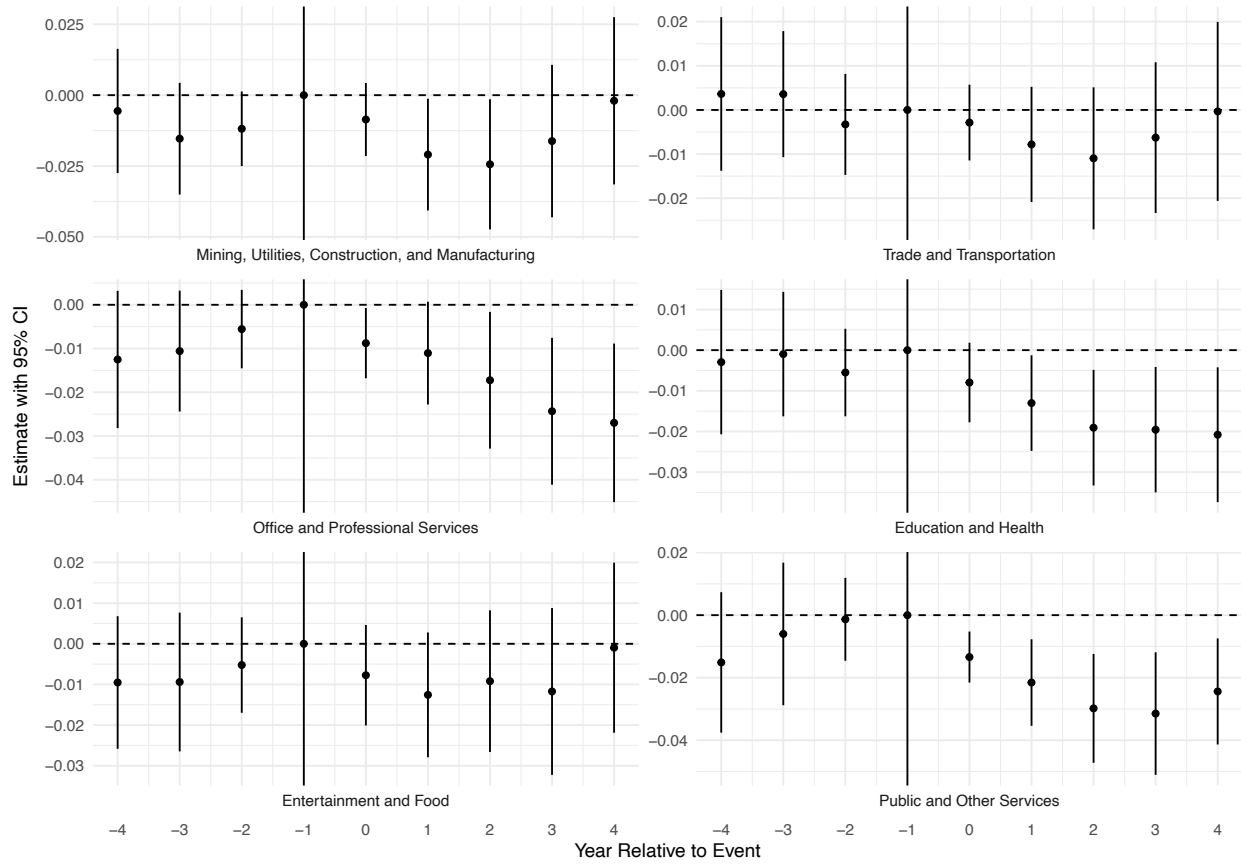 0.025
0.000
−0.025
−0.050
Mining, Utilities, Construction, and Manufacturing
0.02
0.01
0.00
−0.01
−0.02
Trade and Transportation
0.00
−0.01
−0.02
−0.03
−0.04
Office and Professional Services
0.01
0.00
−0.01
−0.02
−0.03
Education and Health
0.02
0.01
0.00
−0.01
−0.02
−0.03
Entertainment and Food
0.02
0.00
−0.02
−0.04
Public and Other Services
Estimate with 95% CI
−4 −3 −2 −1 0 1 2 3 4
−4 −3 −2 −1 0 1 2 3 4
Year Relative to Event